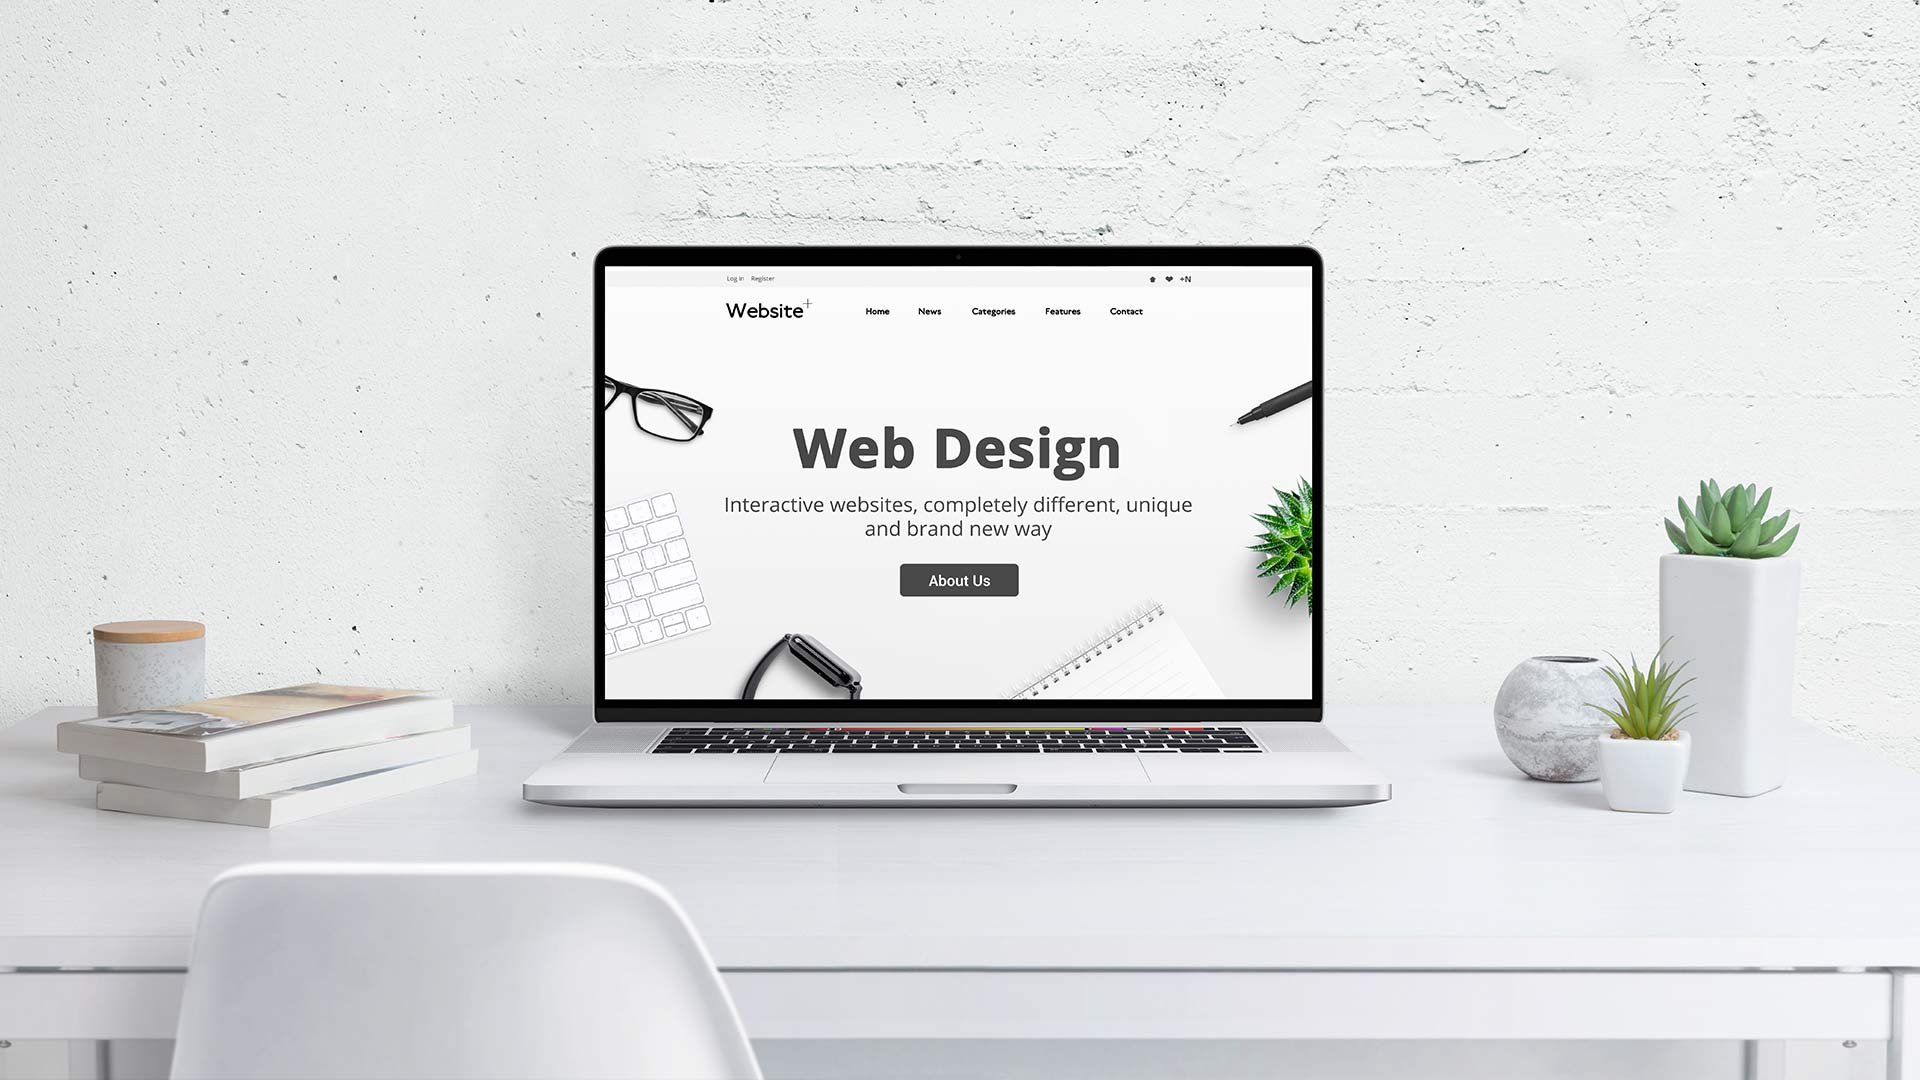 Log in Register +N
Website+
Home News Categories Features Contact
Web Design
Interactive websites, completely different, unique
and brand new way
About Us